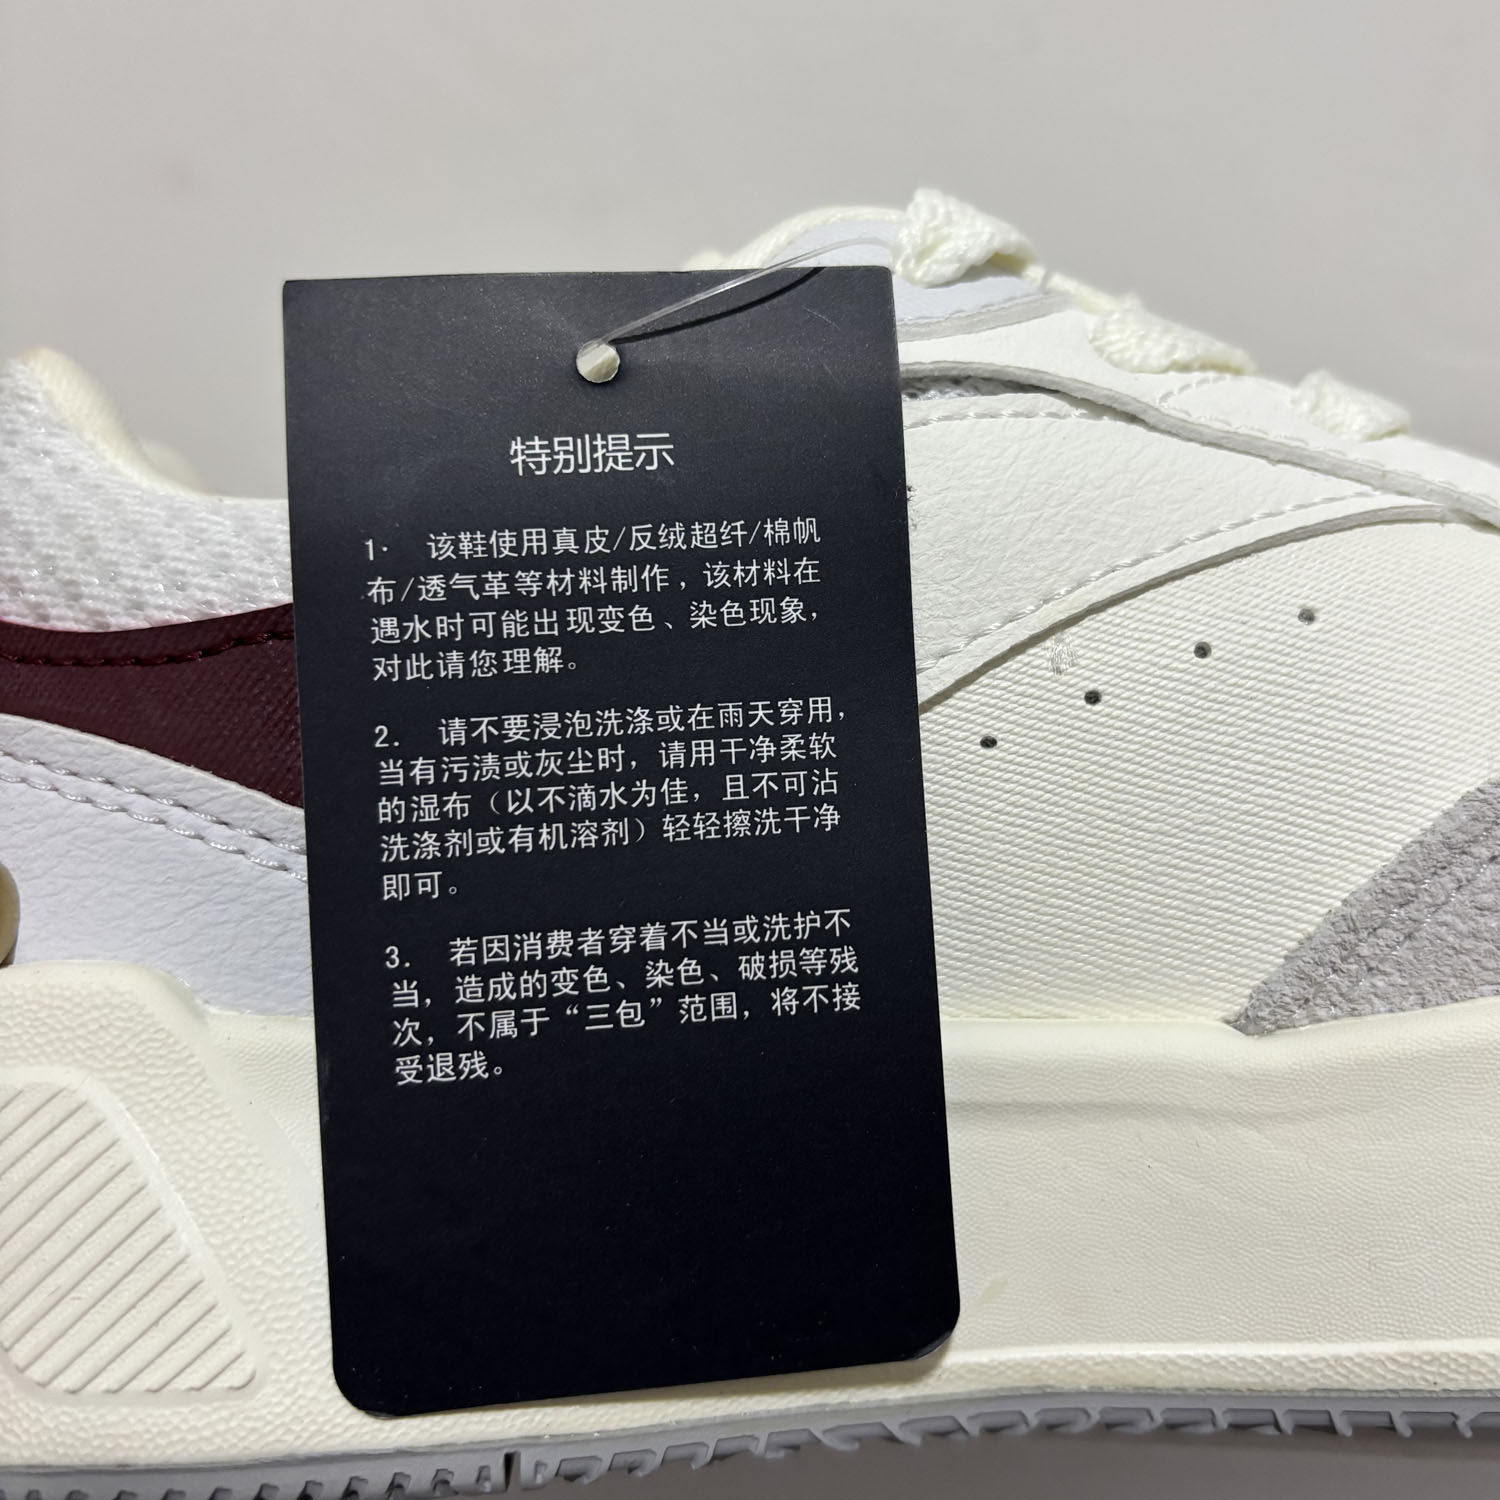 特别提示
1· 该鞋使用真皮/反绒超纤/棉帆
布/透气革等材料制作，该材料在
遇水时可能出现变色、染色现象，
对此请您理解。
2. 请不要浸泡洗涤或在雨天穿用，
当有污渍或灰尘时，请用干净柔软
的湿布（以不滴水为佳，且不可沾
洗涤剂或有机溶剂）轻轻擦洗干净
即可。
3. 若因消费者穿着不当或洗护不
当，造成的变色、染色、破损等残
次，不属于“三包”范围，将不接
受退残。